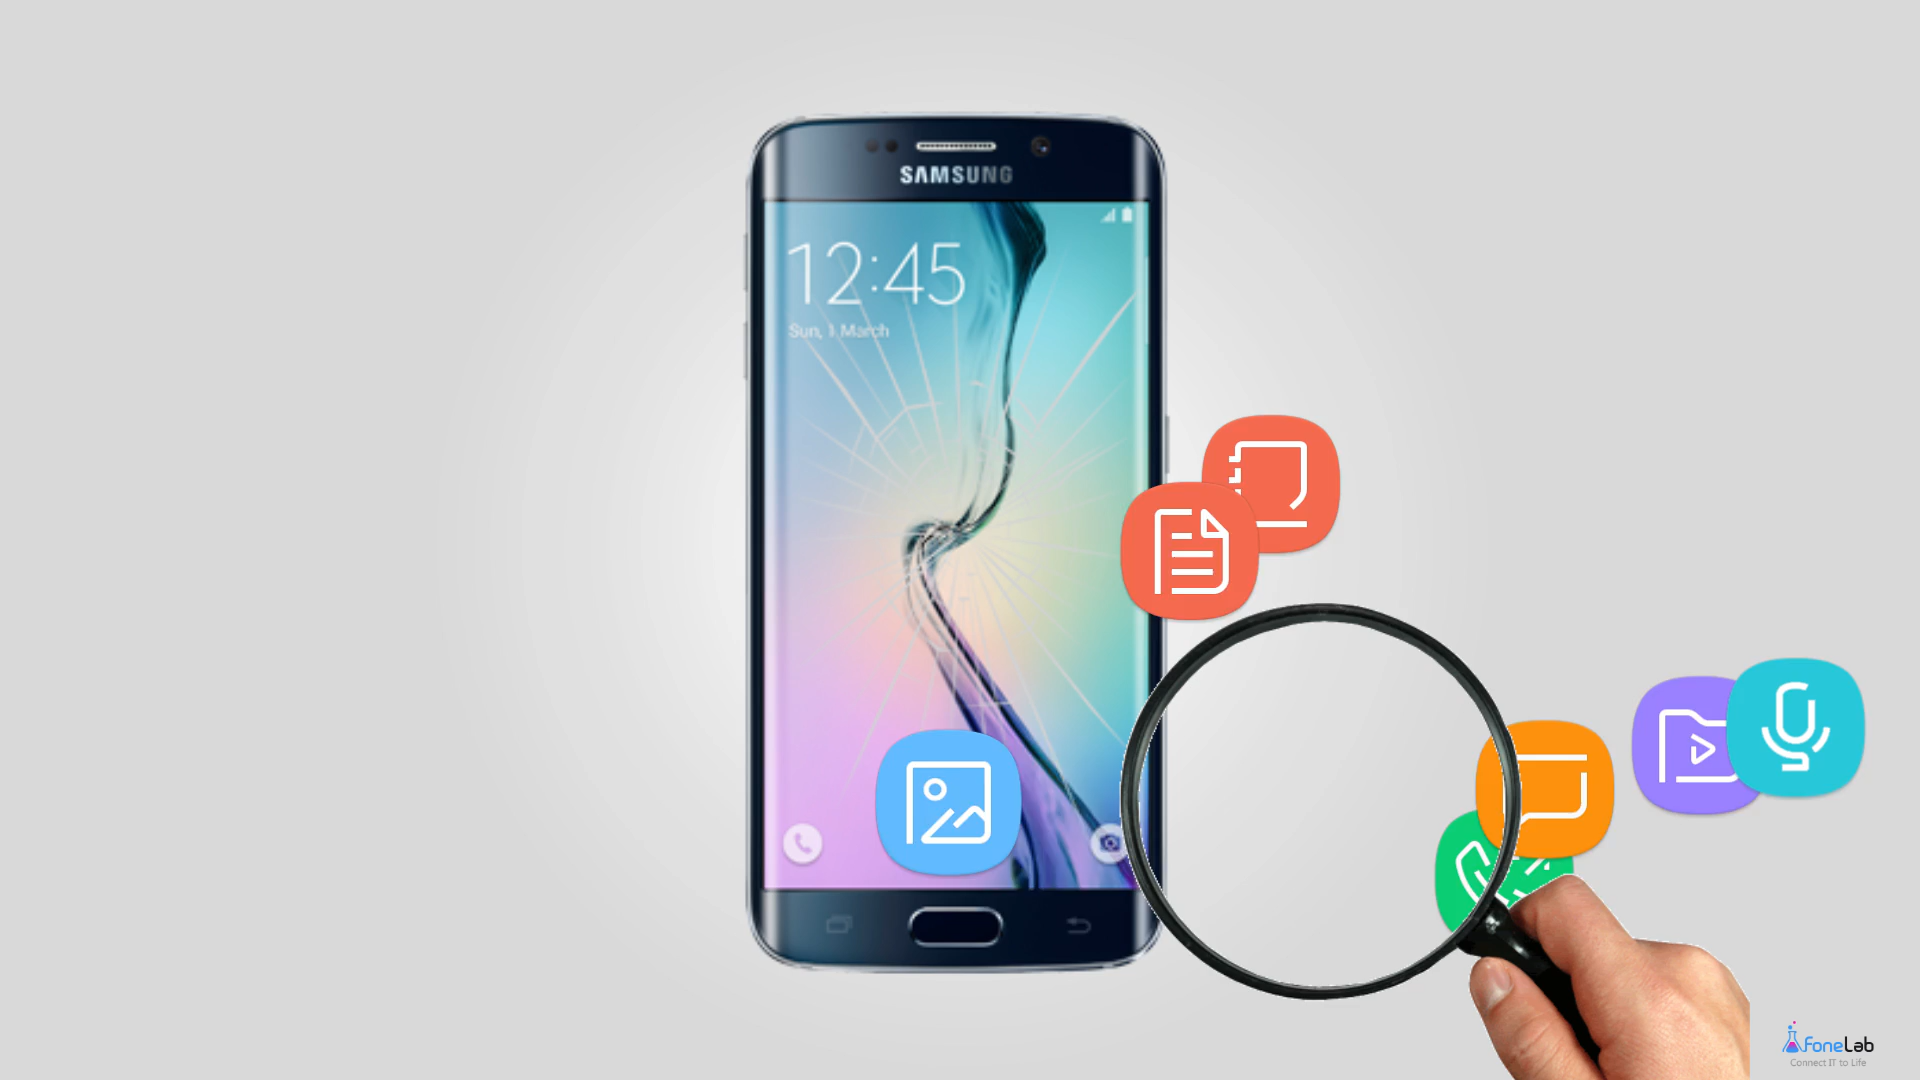 SAMSUNG
12:45
Sun, 1 March
FoneLab
Connect IT to Life